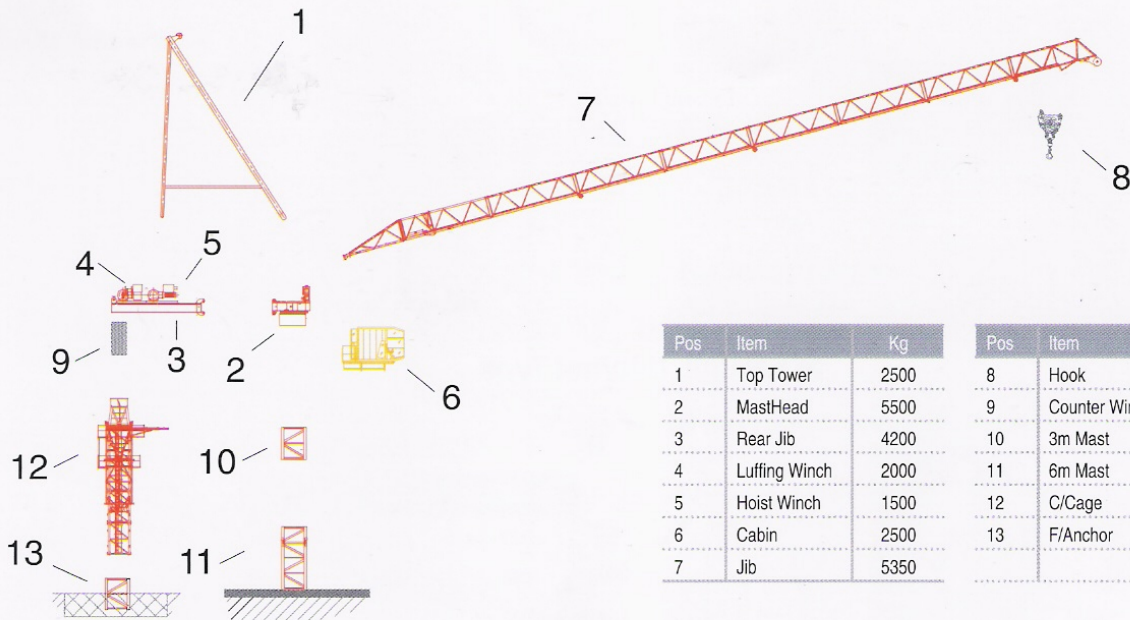 1
7
8
5
4
9
3
2
6
12
10
13
11
Pos Item Kg
1 Top Tower 2500
2 MastHead 5500
3 Rear Jib 4200
4 Luffing Winch 2000
5 Hoist Winch 1500
6 Cabin 2500
7 Jib 5350
Pos Item
8 Hook
9 Counter
10 3m Mast
11 6m Mast
12 C/Cage
13 F/Anchor